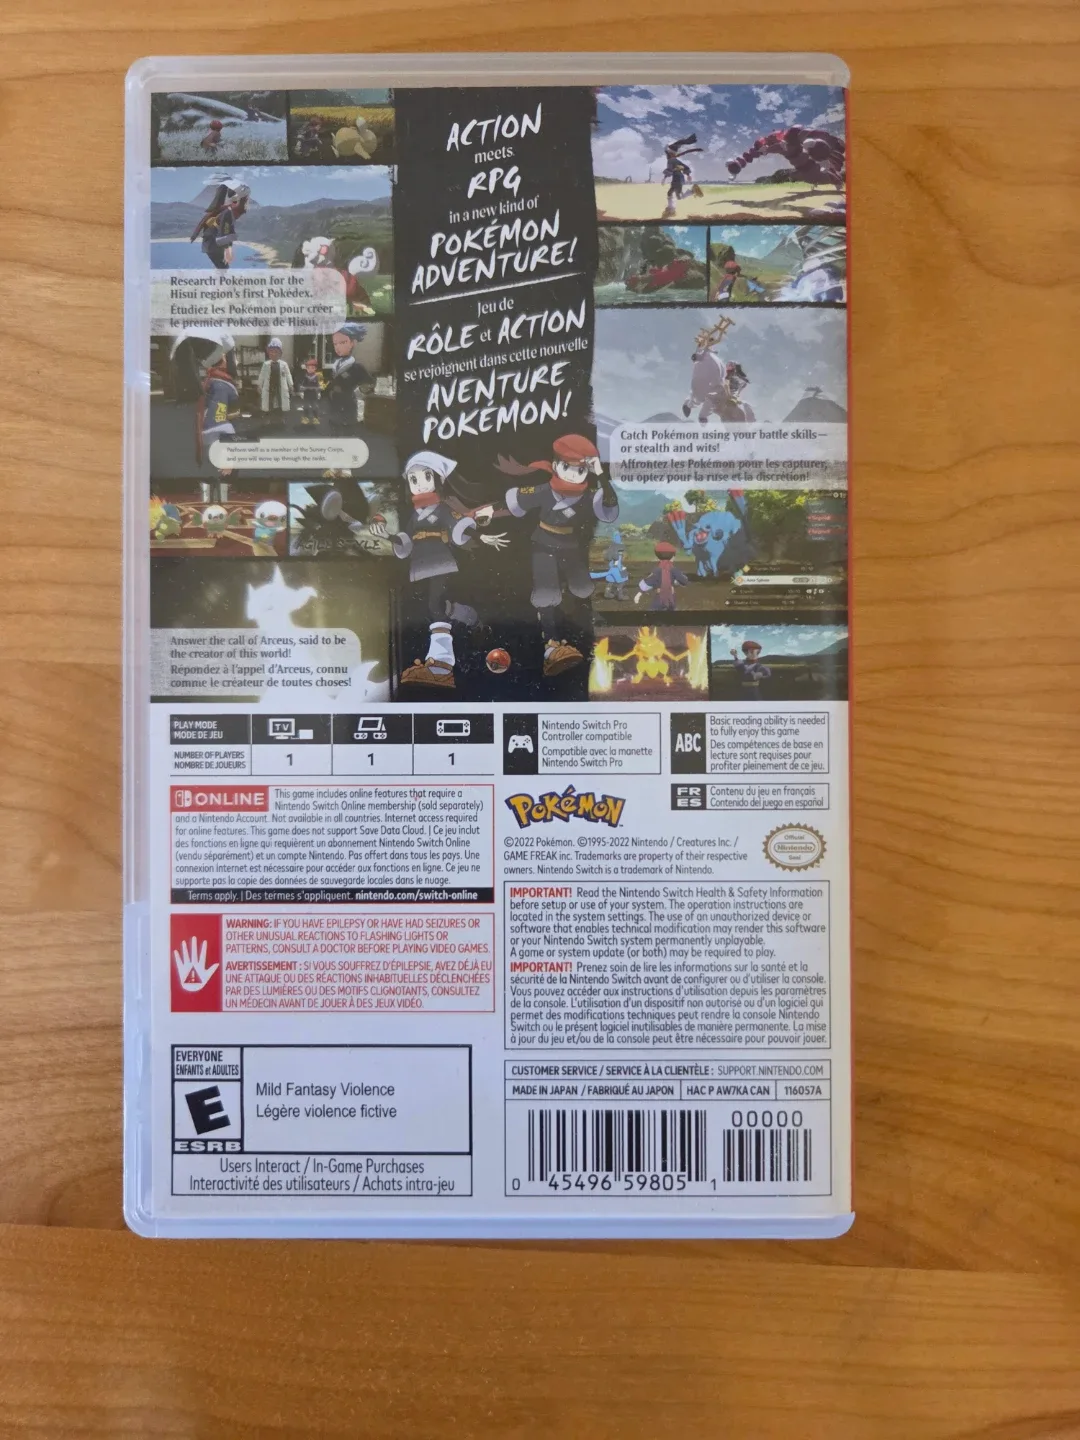 ACTION
meets
RPG
in a new kind of
POKÉMON
ADVENTURE!
Jeu de
RÔLE et ACTION
se rejoignent dans cette nouvelle
AVENTURE
POKÉMON!
Research Pokémon for the
Hisui region's first Pokédex.
Étudiez les Pokémon pour créer
le premier Pokédex de Hisui.
Perform well as a member of the Survey Corps,
and you will move up through the ranks.
AGILE STYLE
Answer the call of Arceus, said to be
the creator of this world!
Répondez à l'appel d'Arceus, connu
comme le créateur de toutes choses!
Catch Pokémon using your battle skills—
or stealth and wits!
Affrontez les Pokémon pour les capturer,
ou optez pour la ruse et la discrétion!
PLAY MODE
MODE DE JEU
TV
NUMBER OF PLAYERS
NOMBRE DE JOUEURS
1 1 1
Nintendo Switch Pro
Controller compatible
Compatible avec la manette
Nintendo Switch Pro
ABC
Basic reading ability is needed
to fully enjoy this game
Des compétences de base en
lecture sont requises pour
profiter pleinement de ce jeu.
FR
ES
Contenu du jeu en français
Contenido del juego en español
ONLINE
This game includes online features that require a
Nintendo Switch Online membership (sold separately)
and a Nintendo Account. Not available in all countries. Internet access required
for online features. This game does not support Save Data Cloud. | Ce jeu inclut
des fonctions en ligne qui requièrent un abonnement Nintendo Switch Online
(vendu séparément) et un compte Nintendo. Pas offert dans tous les pays. Une
connexion Internet est nécessaire pour accéder aux fonctions en ligne. Ce jeu ne
supporte pas la copie des données de sauvegarde locales dans le nuage.
Terms apply. | Des termes s'appliquent. nintendo.com/switch-online
POKéMON
©2022 Pokémon. ©1995-2022 Nintendo / Creatures Inc. /
GAME FREAK inc. Trademarks are property of their respective
owners. Nintendo Switch is a trademark of Nintendo.
Official
Nintendo
Seal
WARNING: IF YOU HAVE EPILEPSY OR HAVE HAD SEIZURES OR
OTHER UNUSUAL REACTIONS TO FLASHING LIGHTS OR
PATTERNS, CONSULT A DOCTOR BEFORE PLAYING VIDEO GAMES.
AVERTISSEMENT : SI VOUS SOUFFREZ D'ÉPILEPSIE, AVEZ DÉJÀ EU
UNE ATTAQUE OU DES RÉACTIONS INHABITUELLES DÉCLENCHÉES
PAR DES LUMIÈRES OU DES MOTIFS CLIGNOTANTS, CONSULTEZ
UN MÉDECIN AVANT DE JOUER À DES JEUX VIDÉO.
IMPORTANT! Read the Nintendo Switch Health & Safety Information
before setup or use of your system. The operation instructions are
located in the system settings. The use of an unauthorized device or
software that enables technical modification may render this software
or your Nintendo Switch system permanently unplayable.
A game or system update (or both) may be required to play.
IMPORTANT! Prenez soin de lire les informations sur la santé et la
sécurité de la Nintendo Switch avant de configurer ou d'utiliser la console.
Vous pouvez accéder aux instructions d'utilisation depuis les paramètres
de la console. L'utilisation d'un dispositif non autorisé ou d'un logiciel qui
permet des modifications techniques peut rendre la console Nintendo
Switch ou le présent logiciel inutilisables de manière permanente. La mise
à jour du jeu et/ou de la console peut être nécessaire pour pouvoir jouer.
EVERYONE
ENFANTS et ADULTES
E
ESRB
Mild Fantasy Violence
Légère violence fictive
Users Interact / In-Game Purchases
Interactivité des utilisateurs / Achats intra-jeu
CUSTOMER SERVICE / SERVICE À LA CLIENTÈLE : SUPPORT.NINTENDO.COM
MADE IN JAPAN / FABRIQUÉ AU JAPON HAC P AW7KA CAN 116057A
00000
0 45496 59805 1